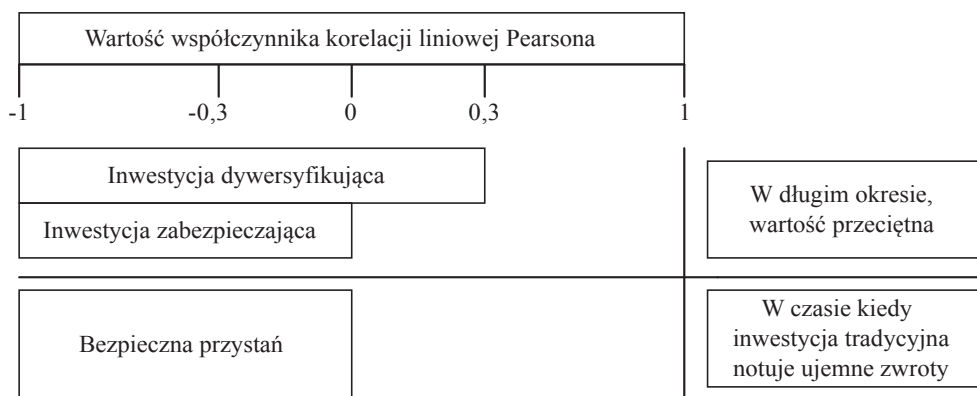 Wartość współczynnika korelacji liniowej Pearsona
-1
-0,3
0
0,3
1
Inwestycja dywersyfikująca
Inwestycja zabezpieczająca
W długim okresie,
wartość przeciętna
Bezpieczna przystań
W czasie kiedy
inwestycja tradycyjna
notuje ujemne zwroty